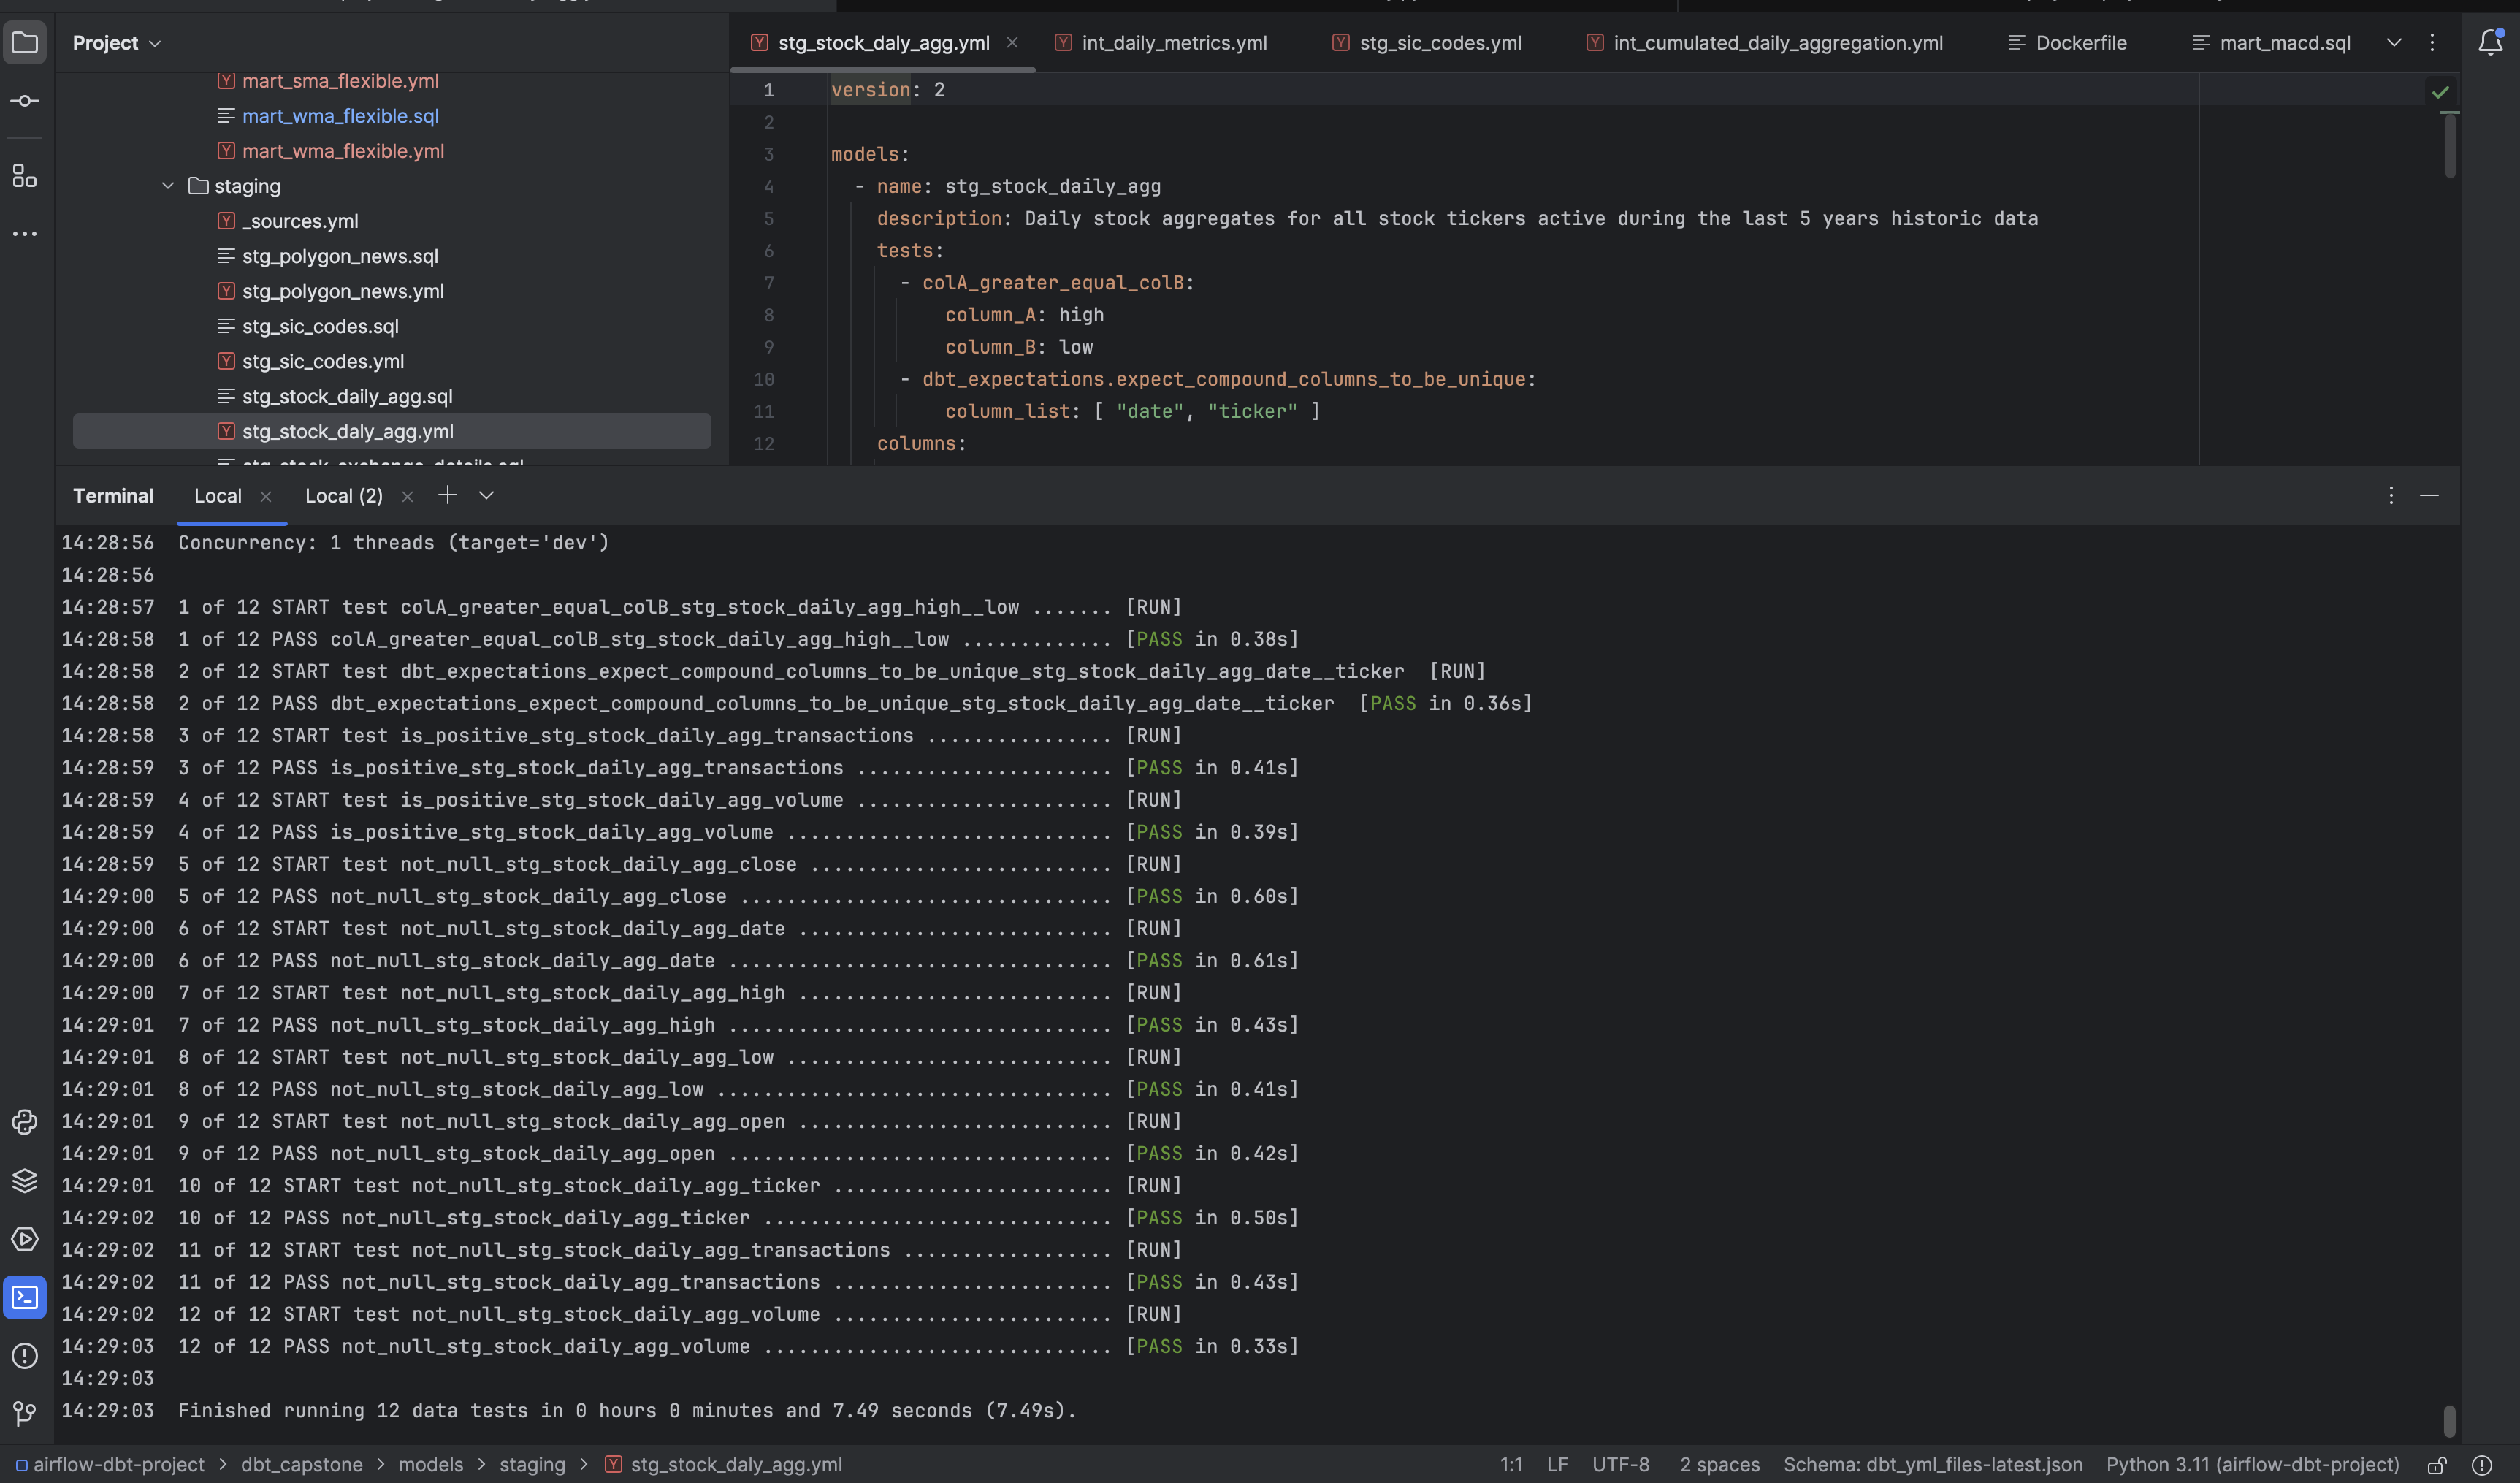 Project
stg_stock_daly_agg.yml
int_daily_metrics.yml
stg_sic_codes.yml
int_cumulated_daily_aggregation.yml
Dockerfile
mart_macd.sql
mart_sma_flexible.yml
mart_wma_flexible.sql
mart_wma_flexible.yml
staging
_sources.yml
stg_polygon_news.sql
stg_polygon_news.yml
stg_sic_codes.sql
stg_sic_codes.yml
stg_stock_daily_agg.sql
stg_stock_daly_agg.yml
stg_stock_exchange_details.sql
1 version: 2
2
3 models:
4 - name: stg_stock_daily_agg
5 description: Daily stock aggregates for all stock tickers active during the last 5 years historic data
6 tests:
7 - colA_greater_equal_colB:
8 column_A: high
9 column_B: low
10 - dbt_expectations.expect_compound_columns_to_be_unique:
11 column_list: [ "date", "ticker" ]
12 columns:
Terminal Local Local (2)
14:28:56 Concurrency: 1 threads (target='dev')
14:28:56
14:28:57 1 of 12 START test colA_greater_equal_colB_stg_stock_daily_agg_high__low ....... [RUN]
14:28:58 1 of 12 PASS colA_greater_equal_colB_stg_stock_daily_agg_high__low ............. [PASS in 0.38s]
14:28:58 2 of 12 START test dbt_expectations_expect_compound_columns_to_be_unique_stg_stock_daily_agg_date__ticker [RUN]
14:28:58 2 of 12 PASS dbt_expectations_expect_compound_columns_to_be_unique_stg_stock_daily_agg_date__ticker [PASS in 0.36s]
14:28:58 3 of 12 START test is_positive_stg_stock_daily_agg_transactions ................ [RUN]
14:28:59 3 of 12 PASS is_positive_stg_stock_daily_agg_transactions ...................... [PASS in 0.41s]
14:28:59 4 of 12 START test is_positive_stg_stock_daily_agg_volume ...................... [RUN]
14:28:59 4 of 12 PASS is_positive_stg_stock_daily_agg_volume ............................ [PASS in 0.39s]
14:28:59 5 of 12 START test not_null_stg_stock_daily_agg_close .......................... [RUN]
14:29:00 5 of 12 PASS not_null_stg_stock_daily_agg_close ................................ [PASS in 0.60s]
14:29:00 6 of 12 START test not_null_stg_stock_daily_agg_date ........................... [RUN]
14:29:00 6 of 12 PASS not_null_stg_stock_daily_agg_date ................................. [PASS in 0.61s]
14:29:00 7 of 12 START test not_null_stg_stock_daily_agg_high ........................... [RUN]
14:29:01 7 of 12 PASS not_null_stg_stock_daily_agg_high ................................. [PASS in 0.43s]
14:29:01 8 of 12 START test not_null_stg_stock_daily_agg_low ............................ [RUN]
14:29:01 8 of 12 PASS not_null_stg_stock_daily_agg_low .................................. [PASS in 0.41s]
14:29:01 9 of 12 START test not_null_stg_stock_daily_agg_open ........................... [RUN]
14:29:01 9 of 12 PASS not_null_stg_stock_daily_agg_open ................................. [PASS in 0.42s]
14:29:01 10 of 12 START test not_null_stg_stock_daily_agg_ticker ........................ [RUN]
14:29:02 10 of 12 PASS not_null_stg_stock_daily_agg_ticker .............................. [PASS in 0.50s]
14:29:02 11 of 12 START test not_null_stg_stock_daily_agg_transactions .................. [RUN]
14:29:02 11 of 12 PASS not_null_stg_stock_daily_agg_transactions ........................ [PASS in 0.43s]
14:29:02 12 of 12 START test not_null_stg_stock_daily_agg_volume ........................ [RUN]
14:29:03 12 of 12 PASS not_null_stg_stock_daily_agg_volume .............................. [PASS in 0.33s]
14:29:03
14:29:03 Finished running 12 data tests in 0 hours 0 minutes and 7.49 seconds (7.49s).
airflow-dbt-project > dbt_capstone > models > staging > stg_stock_daly_agg.yml 1:1 LF UTF-8 2 spaces Schema: dbt_yml_files-latest.json Python 3.11 (airflow-dbt-project)